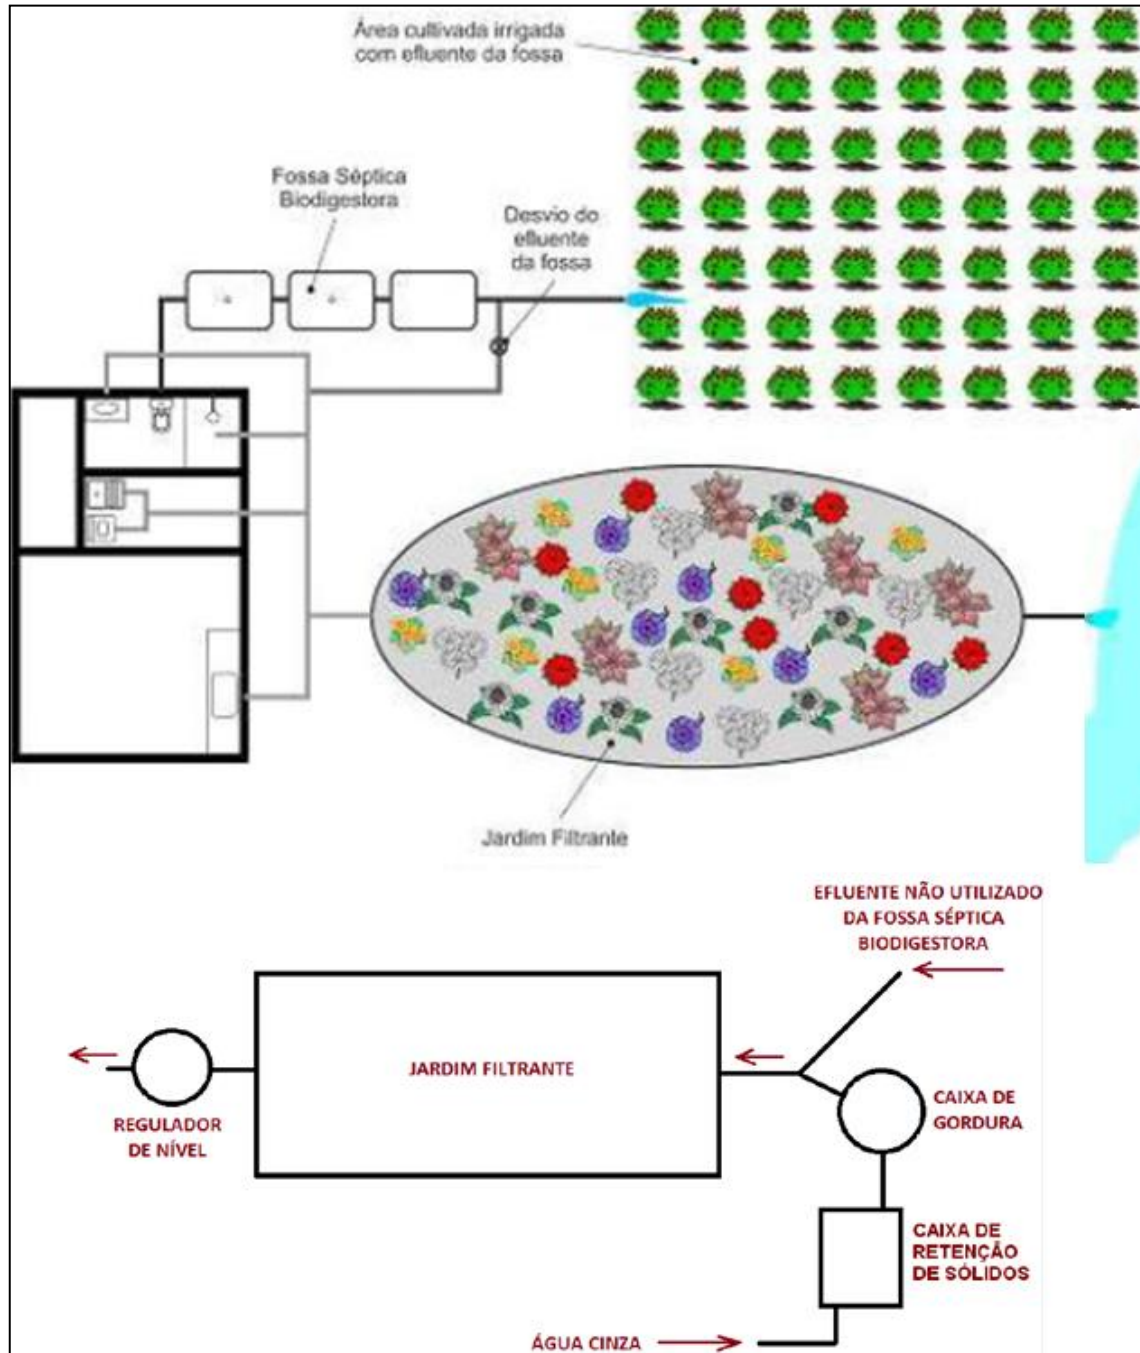 Área cultivada irrigada
com efluente da fossa
Fossa Séptica
Biodigestora
Desvio do
efluente
da fossa
Jardim Filtrante
EFLUENTE NÃO UTILIZADO
DA FOSSA SÉPTICA
BIODIGESTORA
JARDIM FILTRANTE
CAIXA DE
GORDURA
REGULADOR
DE NÍVEL
CAIXA DE
RETENÇÃO
DE SÓLIDOS
ÁGUA CINZA